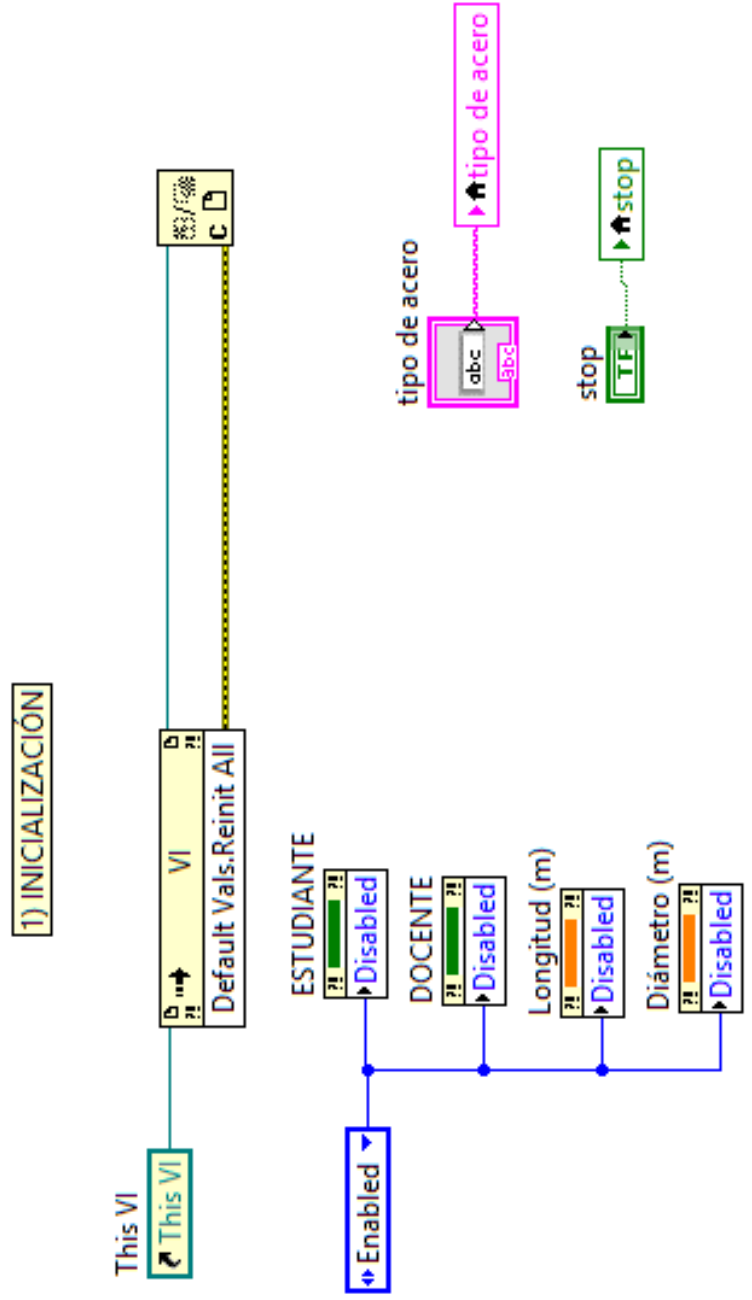 1) INICIALIZACIÓN
This VI
This VI
VI
Default Vals.Reinit All
C
Enabled
ESTUDIANTE
Disabled
DOCENTE
Disabled
Longitud (m)
Disabled
Diámetro (m)
Disabled
tipo de acero
abc
abc
tipo de acero
stop
TF
stop